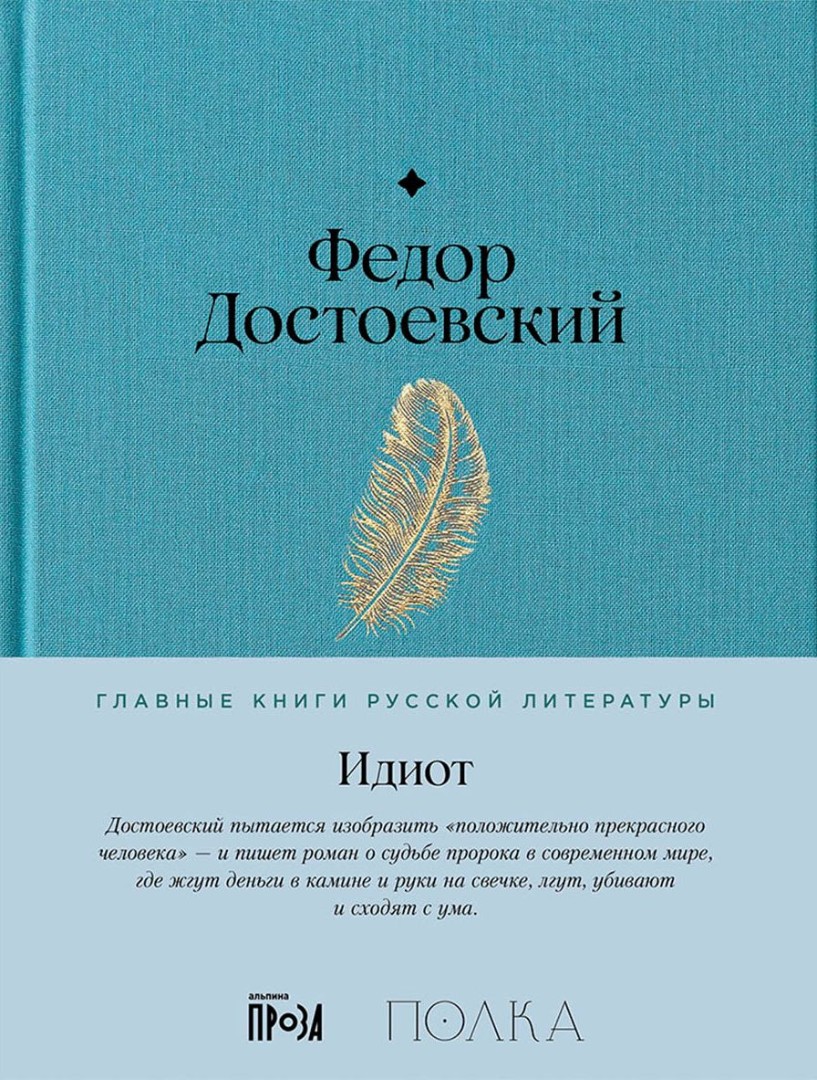 Федор
Достоевский
ГЛАВНЫЕ КНИГИ РУССКОЙ ЛИТЕРАТУРЫ
Идиот
Достоевский пытается изобразить «положительно прекрасного
человека» — и пишет роман о судьбе пророка в современном мире,
где жгут деньги в камине и руки на свечке, лгут, убивают
и сходят с ума.
альпина
ПРОЗА
ПОЛКА